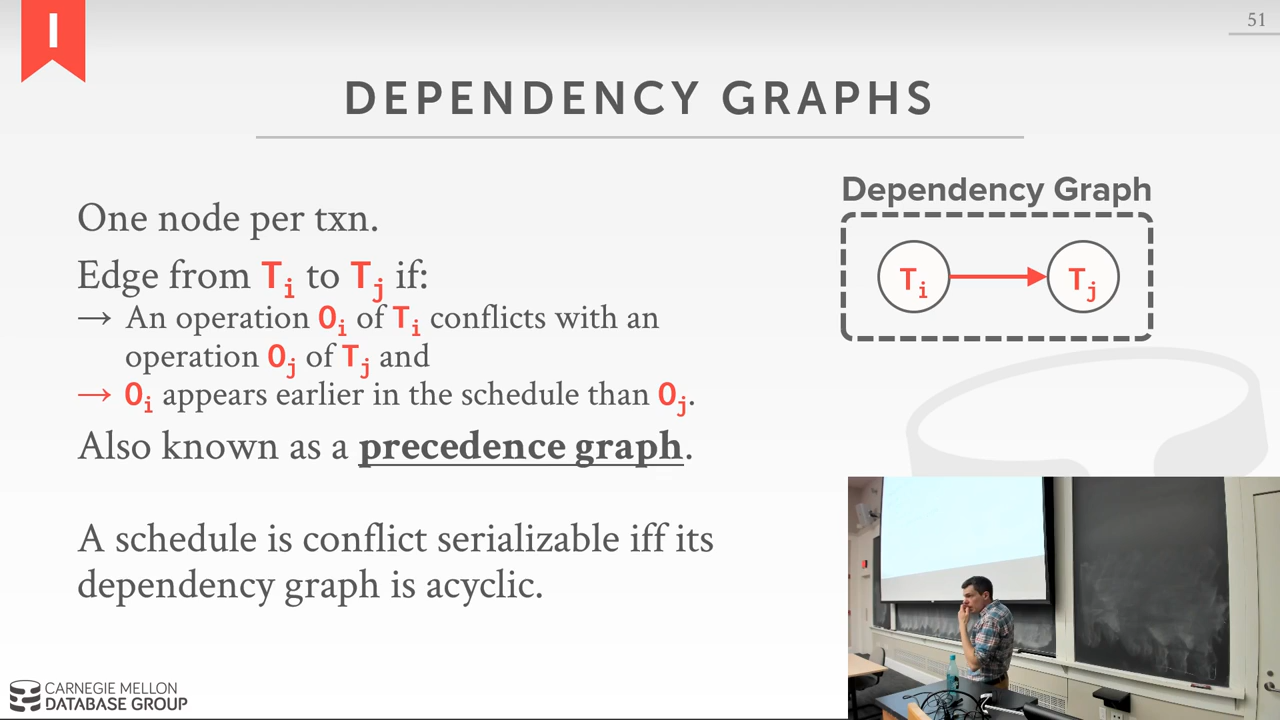 I
51
DEPENDENCY GRAPHS
One node per txn.
Edge from Ti to Tj if:
→ An operation Oi of Ti conflicts with an
operation Oj of Tj and
→ Oi appears earlier in the schedule than Oj.
Also known as a precedence graph.
A schedule is conflict serializable iff its
dependency graph is acyclic.
Dependency Graph
Ti
Tj
CARNEGIE MELLON
DATABASE GROUP